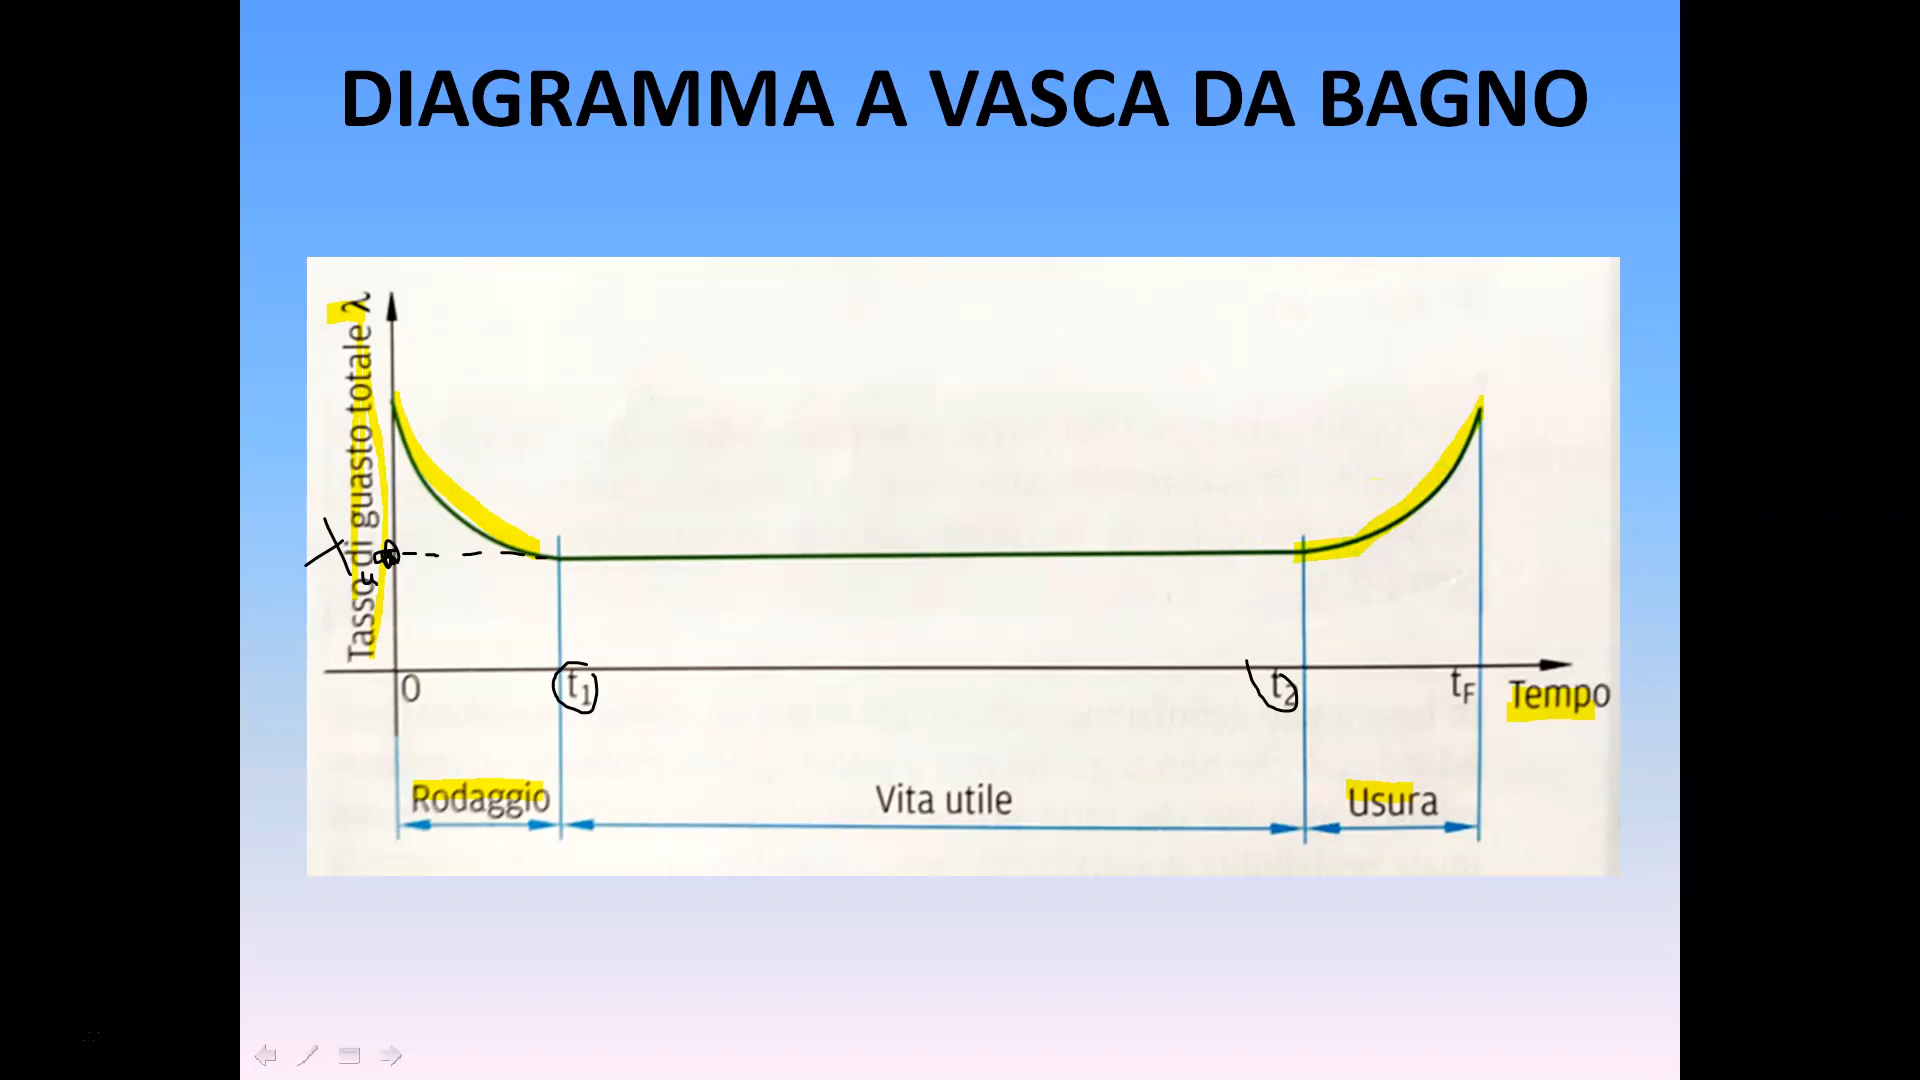 DIAGRAMMA A VASCA DA BAGNO
Tasso di guasto totale λ
0
t1
t2
tF
Tempo
Rodaggio
Vita utile
Usura